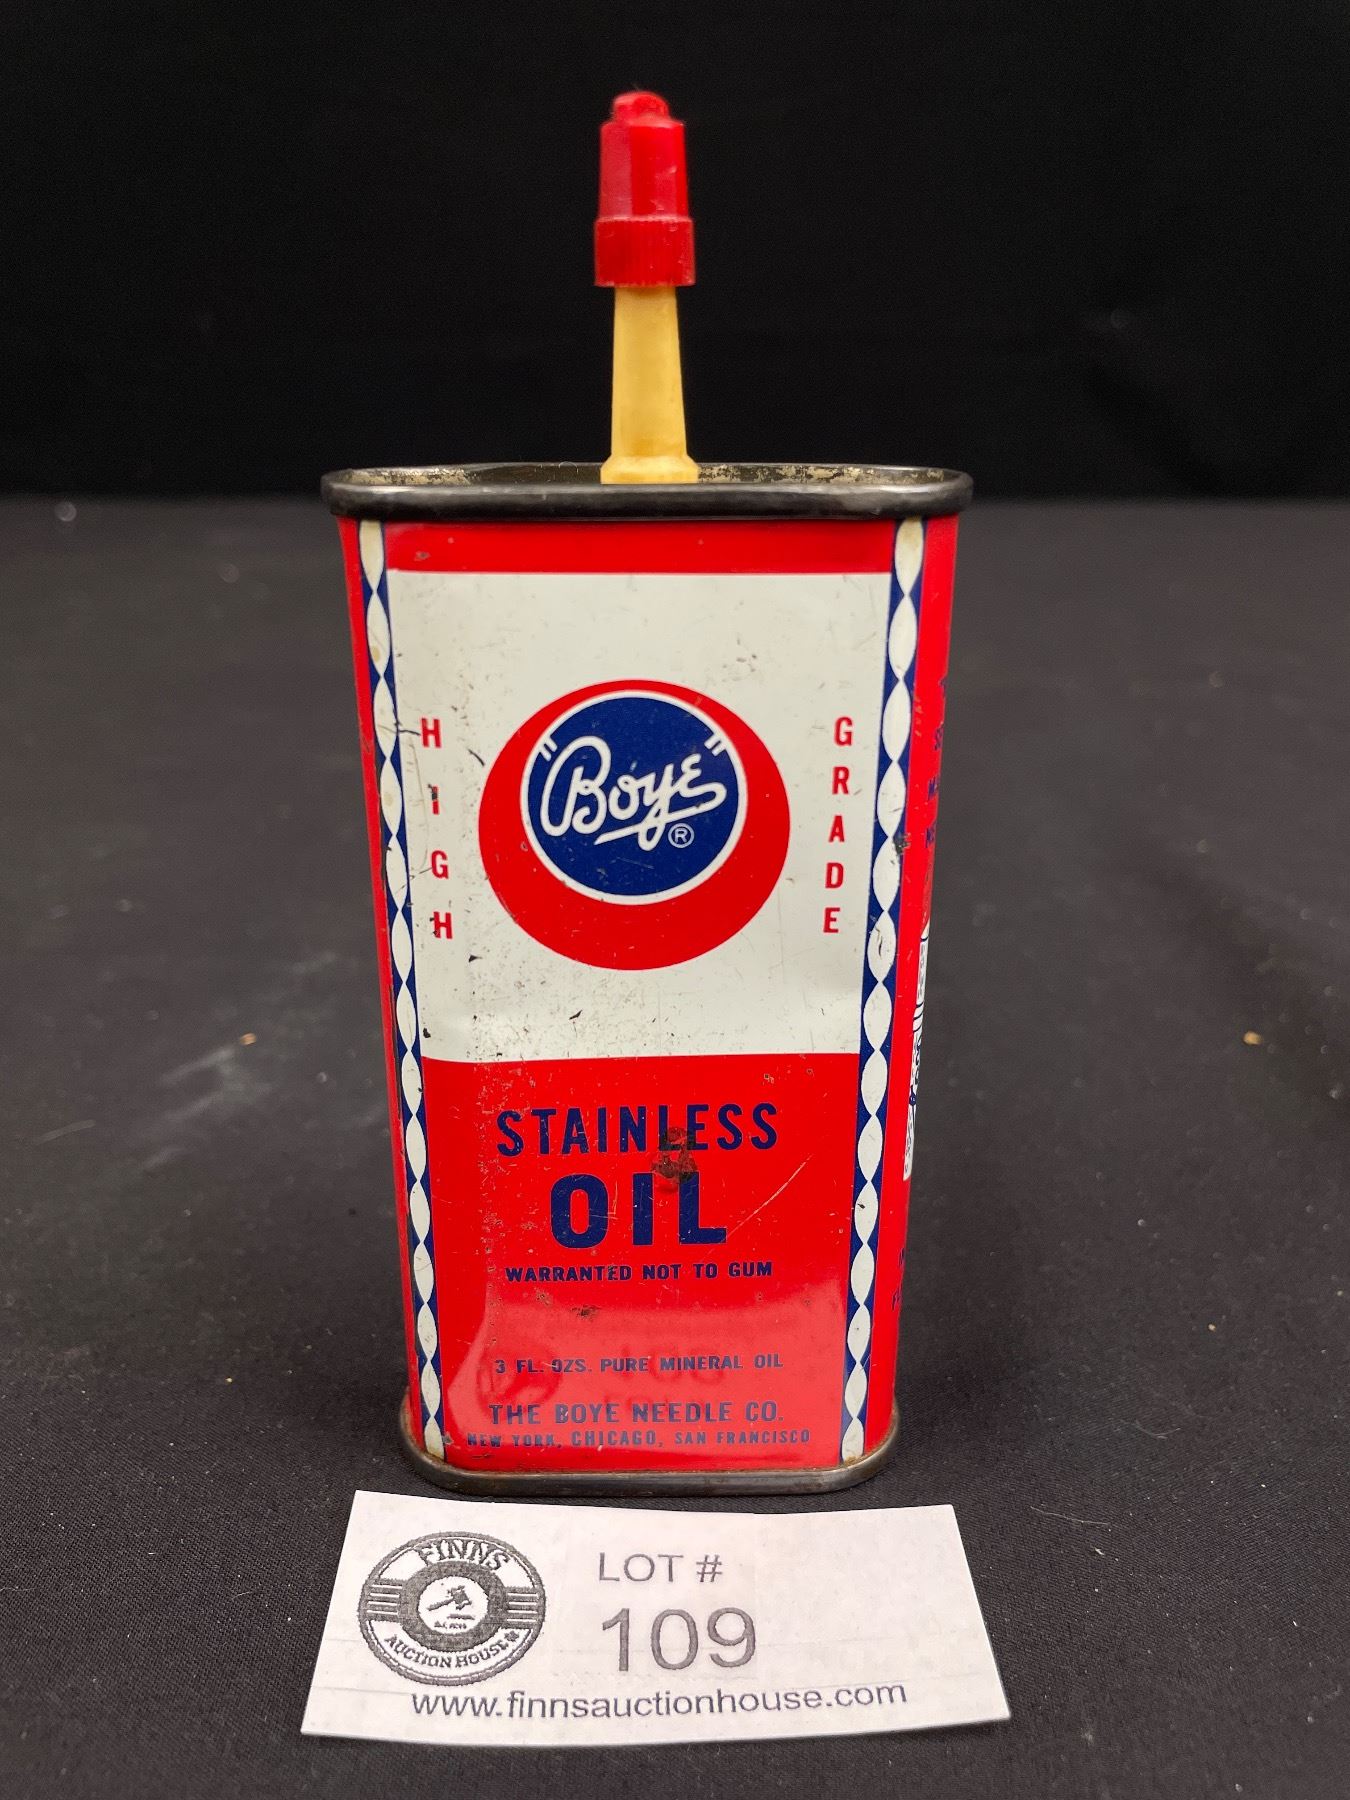 HIGH
GRADE
"Boye"
®
STAINLESS
OIL
WARRANTED NOT TO GUM
3 FL. OZS. PURE MINERAL OIL
THE BOYE NEEDLE CO.
NEW YORK, CHICAGO, SAN FRANCISCO
FINNS
AUCTION HOUSE
LOT #
109
www.finnsauctionhouse.com